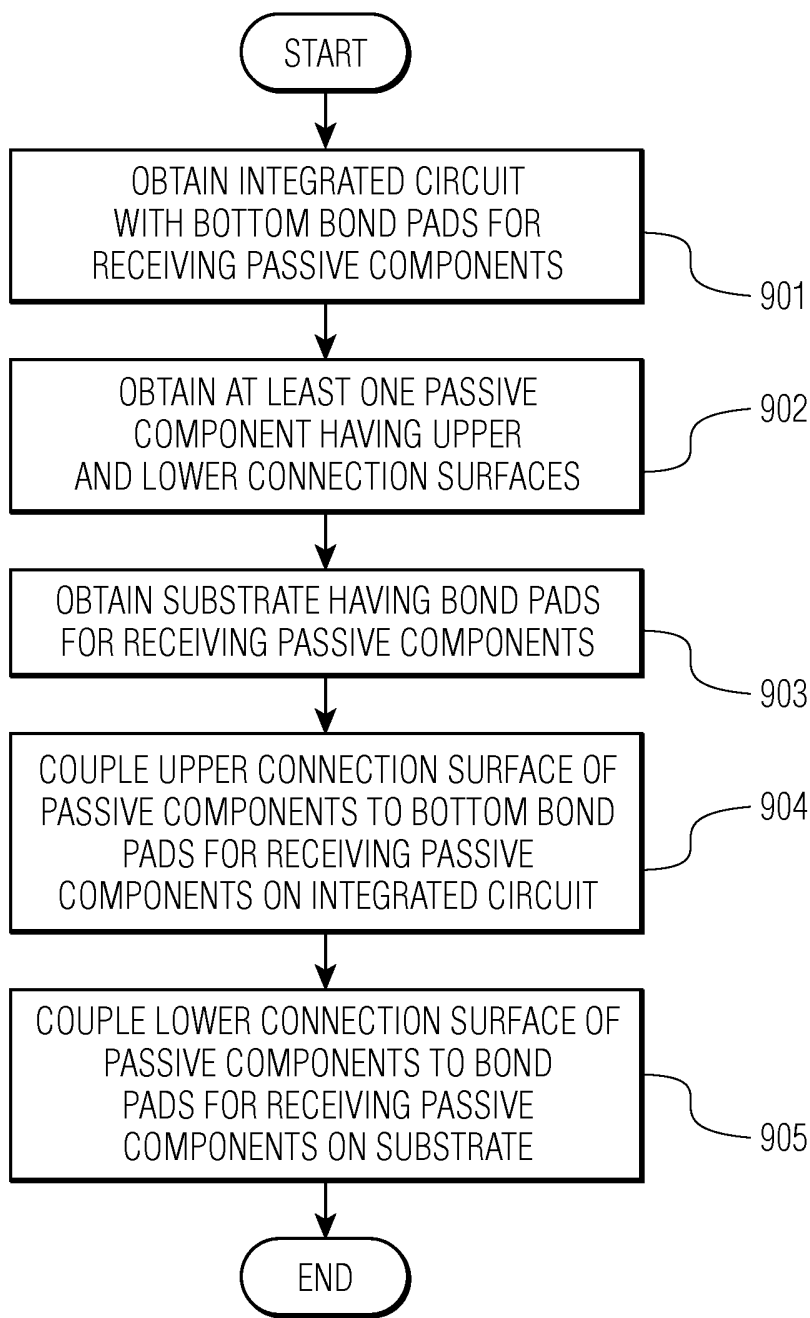 START
OBTAIN INTEGRATED CIRCUIT
WITH BOTTOM BOND PADS FOR
RECEIVING PASSIVE COMPONENTS
901
OBTAIN AT LEAST ONE PASSIVE
COMPONENT HAVING UPPER
AND LOWER CONNECTION SURFACES
902
OBTAIN SUBSTRATE HAVING BOND PADS
FOR RECEIVING PASSIVE COMPONENTS
903
COUPLE UPPER CONNECTION SURFACE OF
PASSIVE COMPONENTS TO BOTTOM BOND
PADS FOR RECEIVING PASSIVE
COMPONENTS ON INTEGRATED CIRCUIT
904
COUPLE LOWER CONNECTION SURFACE OF
PASSIVE COMPONENTS TO BOND
PADS FOR RECEIVING PASSIVE
COMPONENTS ON SUBSTRATE
905
END